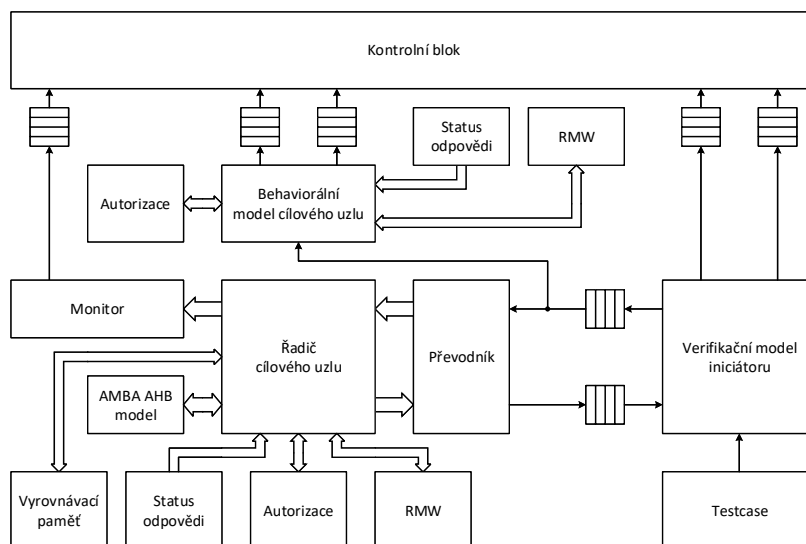 Kontrolní blok
Status
odpovědi
RMW
Autorizace
Behaviorální
model cílového uzlu
Monitor
Řadič
cílového uzlu
Převodník
Verifikační model
iniciátoru
AMBA AHB
model
Vyrovnávací
paměť
Status
odpovědi
Autorizace
RMW
Testcase